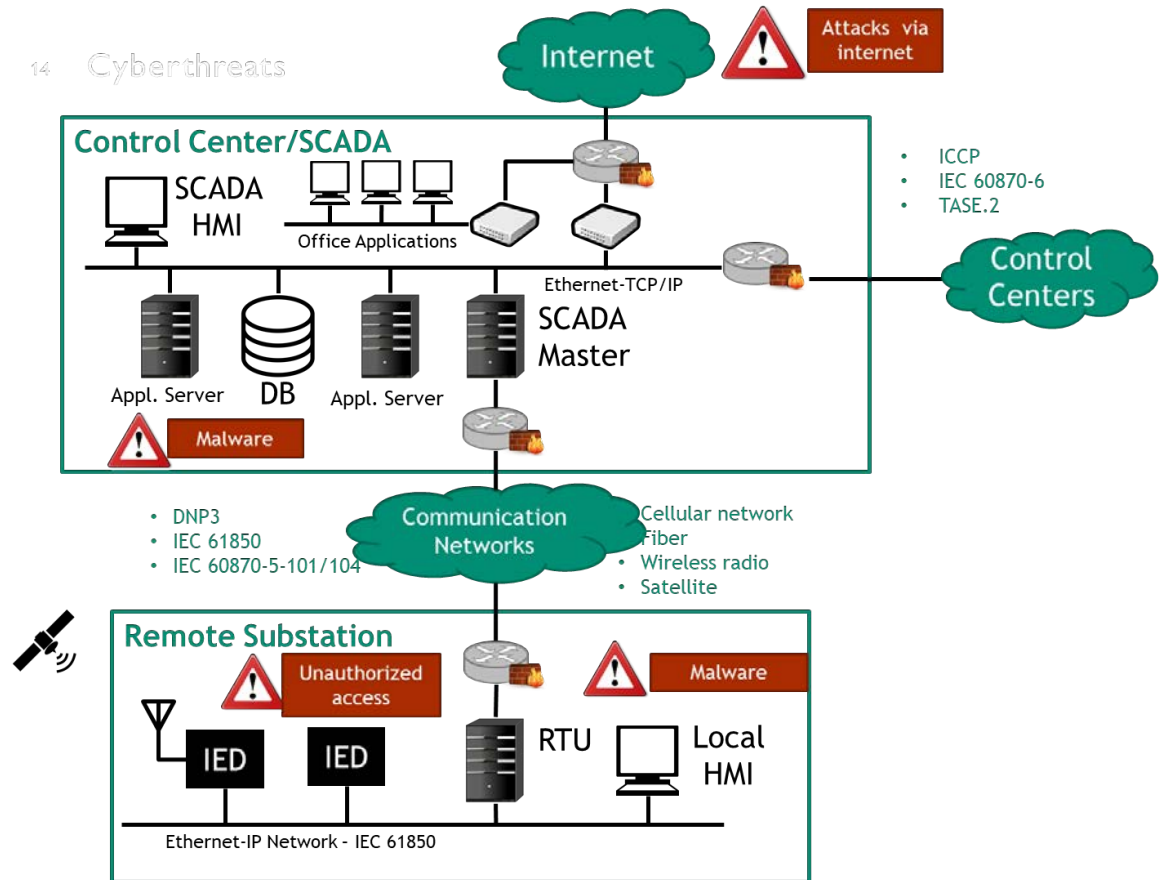 14 Cyberthreats
Internet
Attacks via
internet
Control Center/SCADA
SCADA
HMI
Office Applications
• ICCP
• IEC 60870-6
• TASE.2
Ethernet-TCP/IP
Control
Centers
SCADA
Master
Appl. Server
DB
Appl. Server
Malware
• DNP3
• IEC 61850
• IEC 60870-5-101/104
Communication
Networks
Cellular network
Fiber
• Wireless radio
• Satellite
Remote Substation
Unauthorized
access
Malware
IED
IED
RTU
Local
HMI
Ethernet-IP Network - IEC 61850